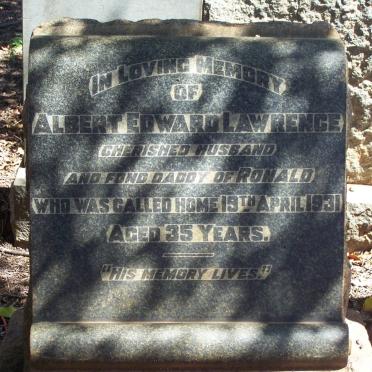 IN LOVING MEMORY
OF
ALBERT EDWARD LAWRENCE
CHERISHED HUSBAND
AND FOND DADDY OF RONALD
WHO WAS CALLED HOME 19TH APRIL 1931
AGED 35 YEARS.
"HIS MEMORY LIVES."